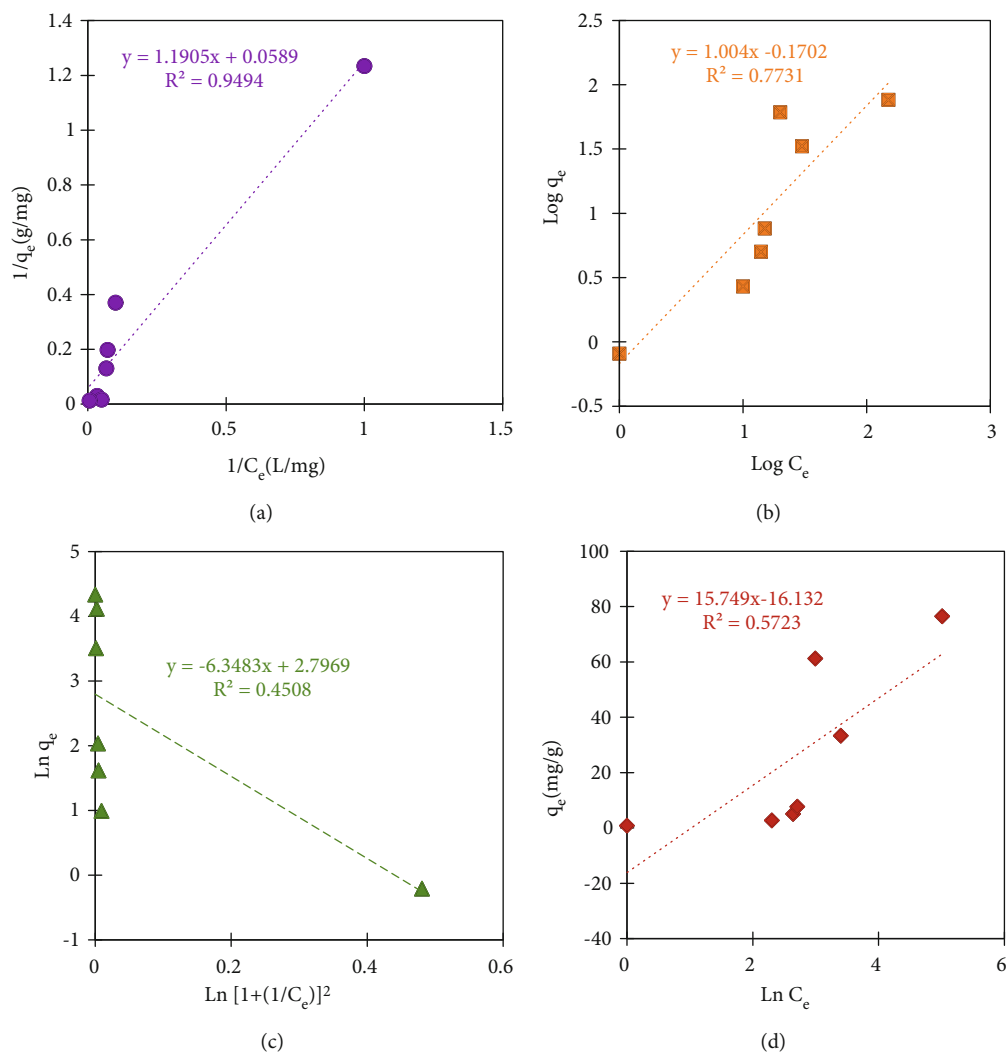 1.4
1.2
1
0.8
0.6
0.4
0.2
0
y = 1.1905x + 0.0589
R² = 0.9494
1/qₑ(g/mg)
0
0.5
1
1.5
1/Cₑ(L/mg)
(a)
2.5
2
1.5
1
0.5
0
-0.5
y = 1.004x -0.1702
R² = 0.7731
Log qₑ
0
1
2
3
Log Cₑ
(b)
5
4
3
2
1
0
-1
y = -6.3483x + 2.7969
R² = 0.4508
Ln qₑ
0
0.2
0.4
0.6
Ln [1+(1/Cₑ)]²
(c)
100
80
60
40
20
0
-20
-40
y = 15.749x-16.132
R² = 0.5723
qₑ(mg/g)
0
2
4
6
Ln Cₑ
(d)